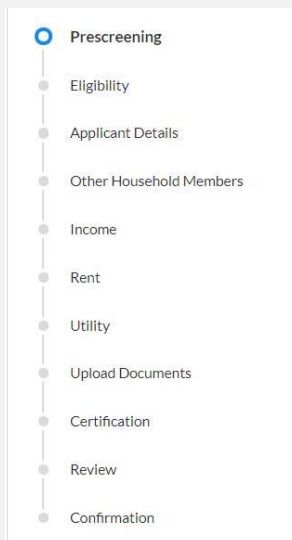 Prescreening
Eligibility
Applicant Details
Other Household Members
Income
Rent
Utility
Upload Documents
Certification
Review
Confirmation